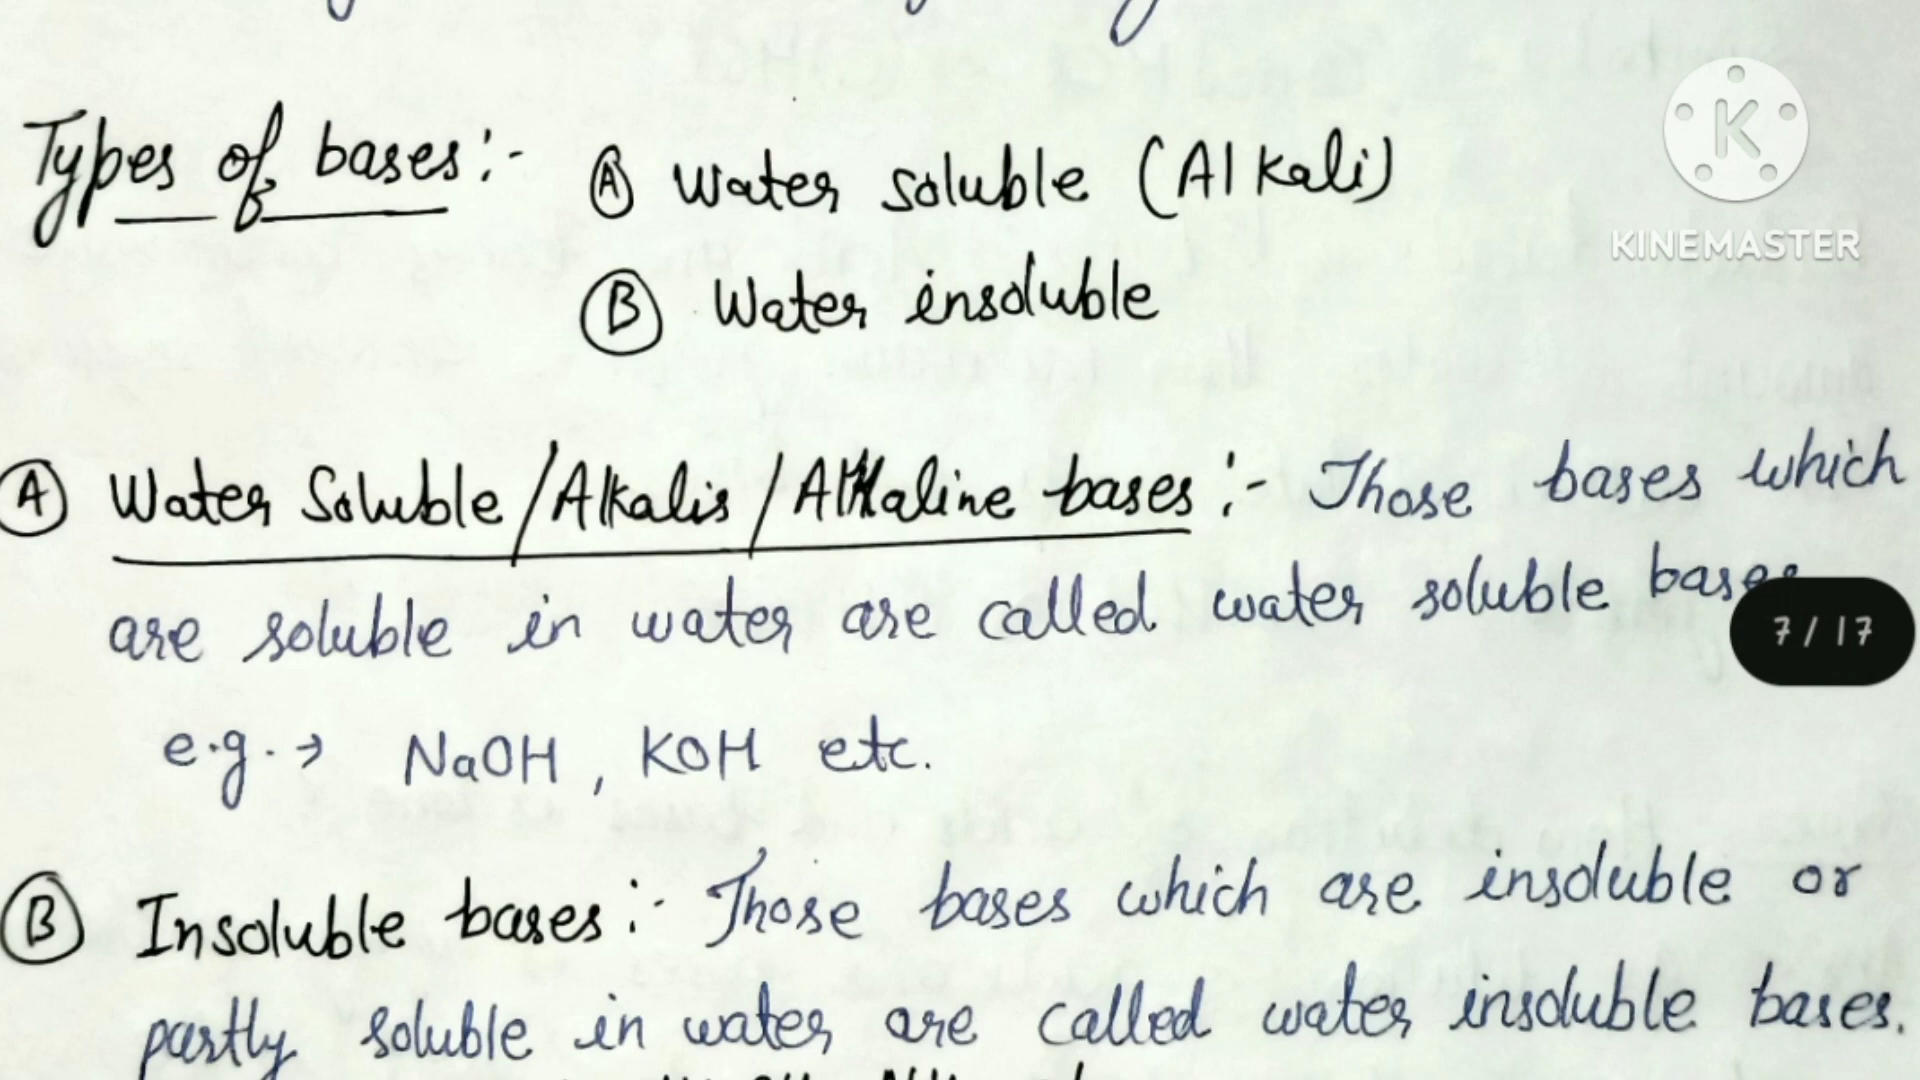 Types of bases :- Ⓐ Water soluble (Alkali)
Ⓑ Water insoluble
KINEMASTER
Ⓐ Water Soluble / Alkalis / Alkaline bases :- Those bases which
are soluble in water are called water soluble bases
7/17
e.g. → NaOH, KOH etc.
Ⓑ Insoluble bases :- Those bases which are insoluble or
partly soluble in water are called water insoluble bases.